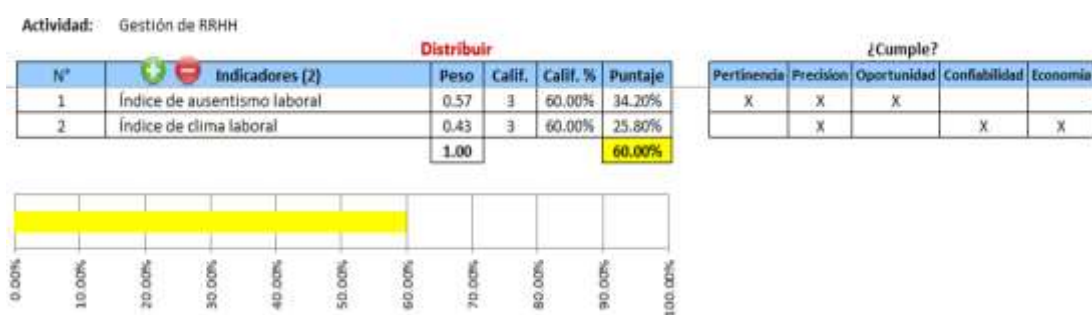 Actividad: Gestión de RRHH
Distribuir ¿Cumple?
N° Indicadores (2) Peso Calif. Calif. % Puntaje Pertinencia Precision Oportunidad Confiabilidad Economia
1 Índice de ausentismo laboral 0.57 3 60.00% 34.20% X X X
2 Índice de clima laboral 0.43 3 60.00% 25.80% X X X
1.00 60.00%
0.00% 10.00% 20.00% 30.00% 40.00% 50.00% 60.00% 70.00% 80.00% 90.00% 100.00%